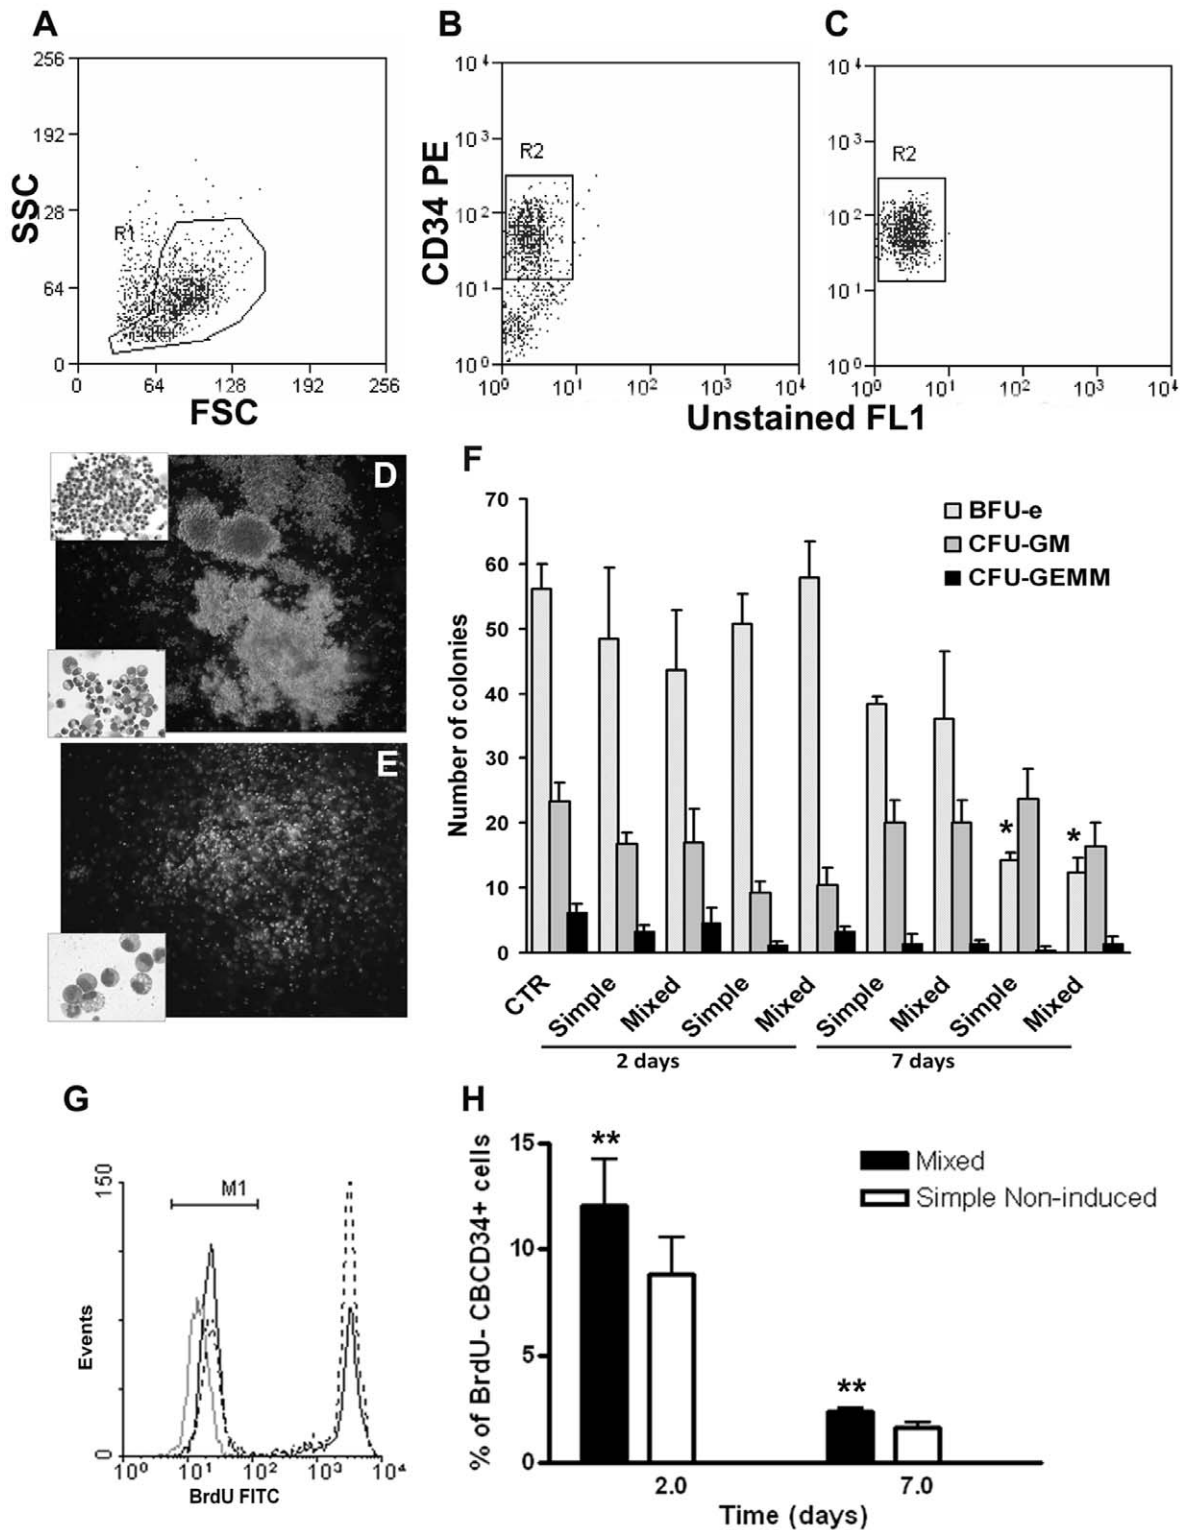 A
SSC
256
192
128
64
0
R1
0 64 128 192 256
FSC
B
CD34 PE
10⁴
10³
10²
10¹
10⁰
R2
10⁰ 10¹ 10² 10³ 10⁴
C
10⁴
10³
10²
10¹
10⁰
R2
10⁰ 10¹ 10² 10³ 10⁴
Unstained FL1
D
E
F
Number of colonies
70
60
50
40
30
20
10
0
BFU-e
CFU-GM
CFU-GEMM
*
*
CTR Simple Mixed Simple Mixed Simple Mixed Simple Mixed
2 days 7 days
G
Events
150
0
M1
10⁰ 10¹ 10² 10³ 10⁴
BrdU FITC
H
% of BrdU- CBCD34+ cells
15
10
5
0
**
**
Mixed
Simple Non-induced
2.0 7.0
Time (days)